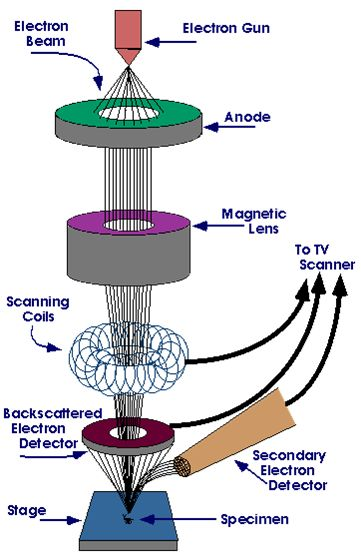 Electron
Beam
Electron Gun
Anode
Magnetic
Lens
To TV
Scanner
Scanning
Coils
Backscattered
Electron
Detector
Secondary
Electron
Detector
Stage
Specimen